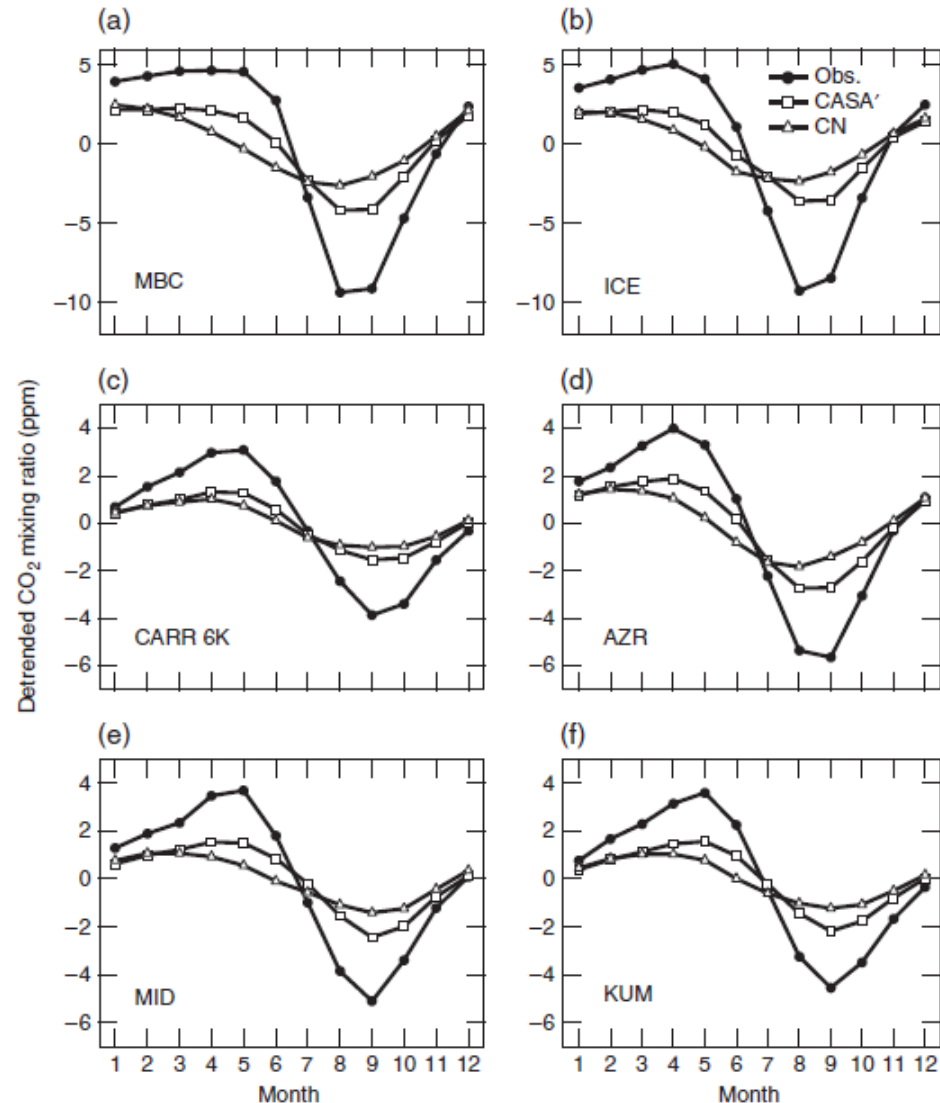 (a)
5
0
−5
−10
MBC
(b)
5
0
−5
−10
ICE
Obs.
CASA′
CN
Detrended CO2 mixing ratio (ppm)
(c)
4
2
0
−2
−4
−6
CARR 6K
(d)
4
2
0
−2
−4
−6
AZR
(e)
4
2
0
−2
−4
−6
MID
1 2 3 4 5 6 7 8 9 10 11 12
Month
(f)
4
2
0
−2
−4
−6
KUM
1 2 3 4 5 6 7 8 9 10 11 12
Month